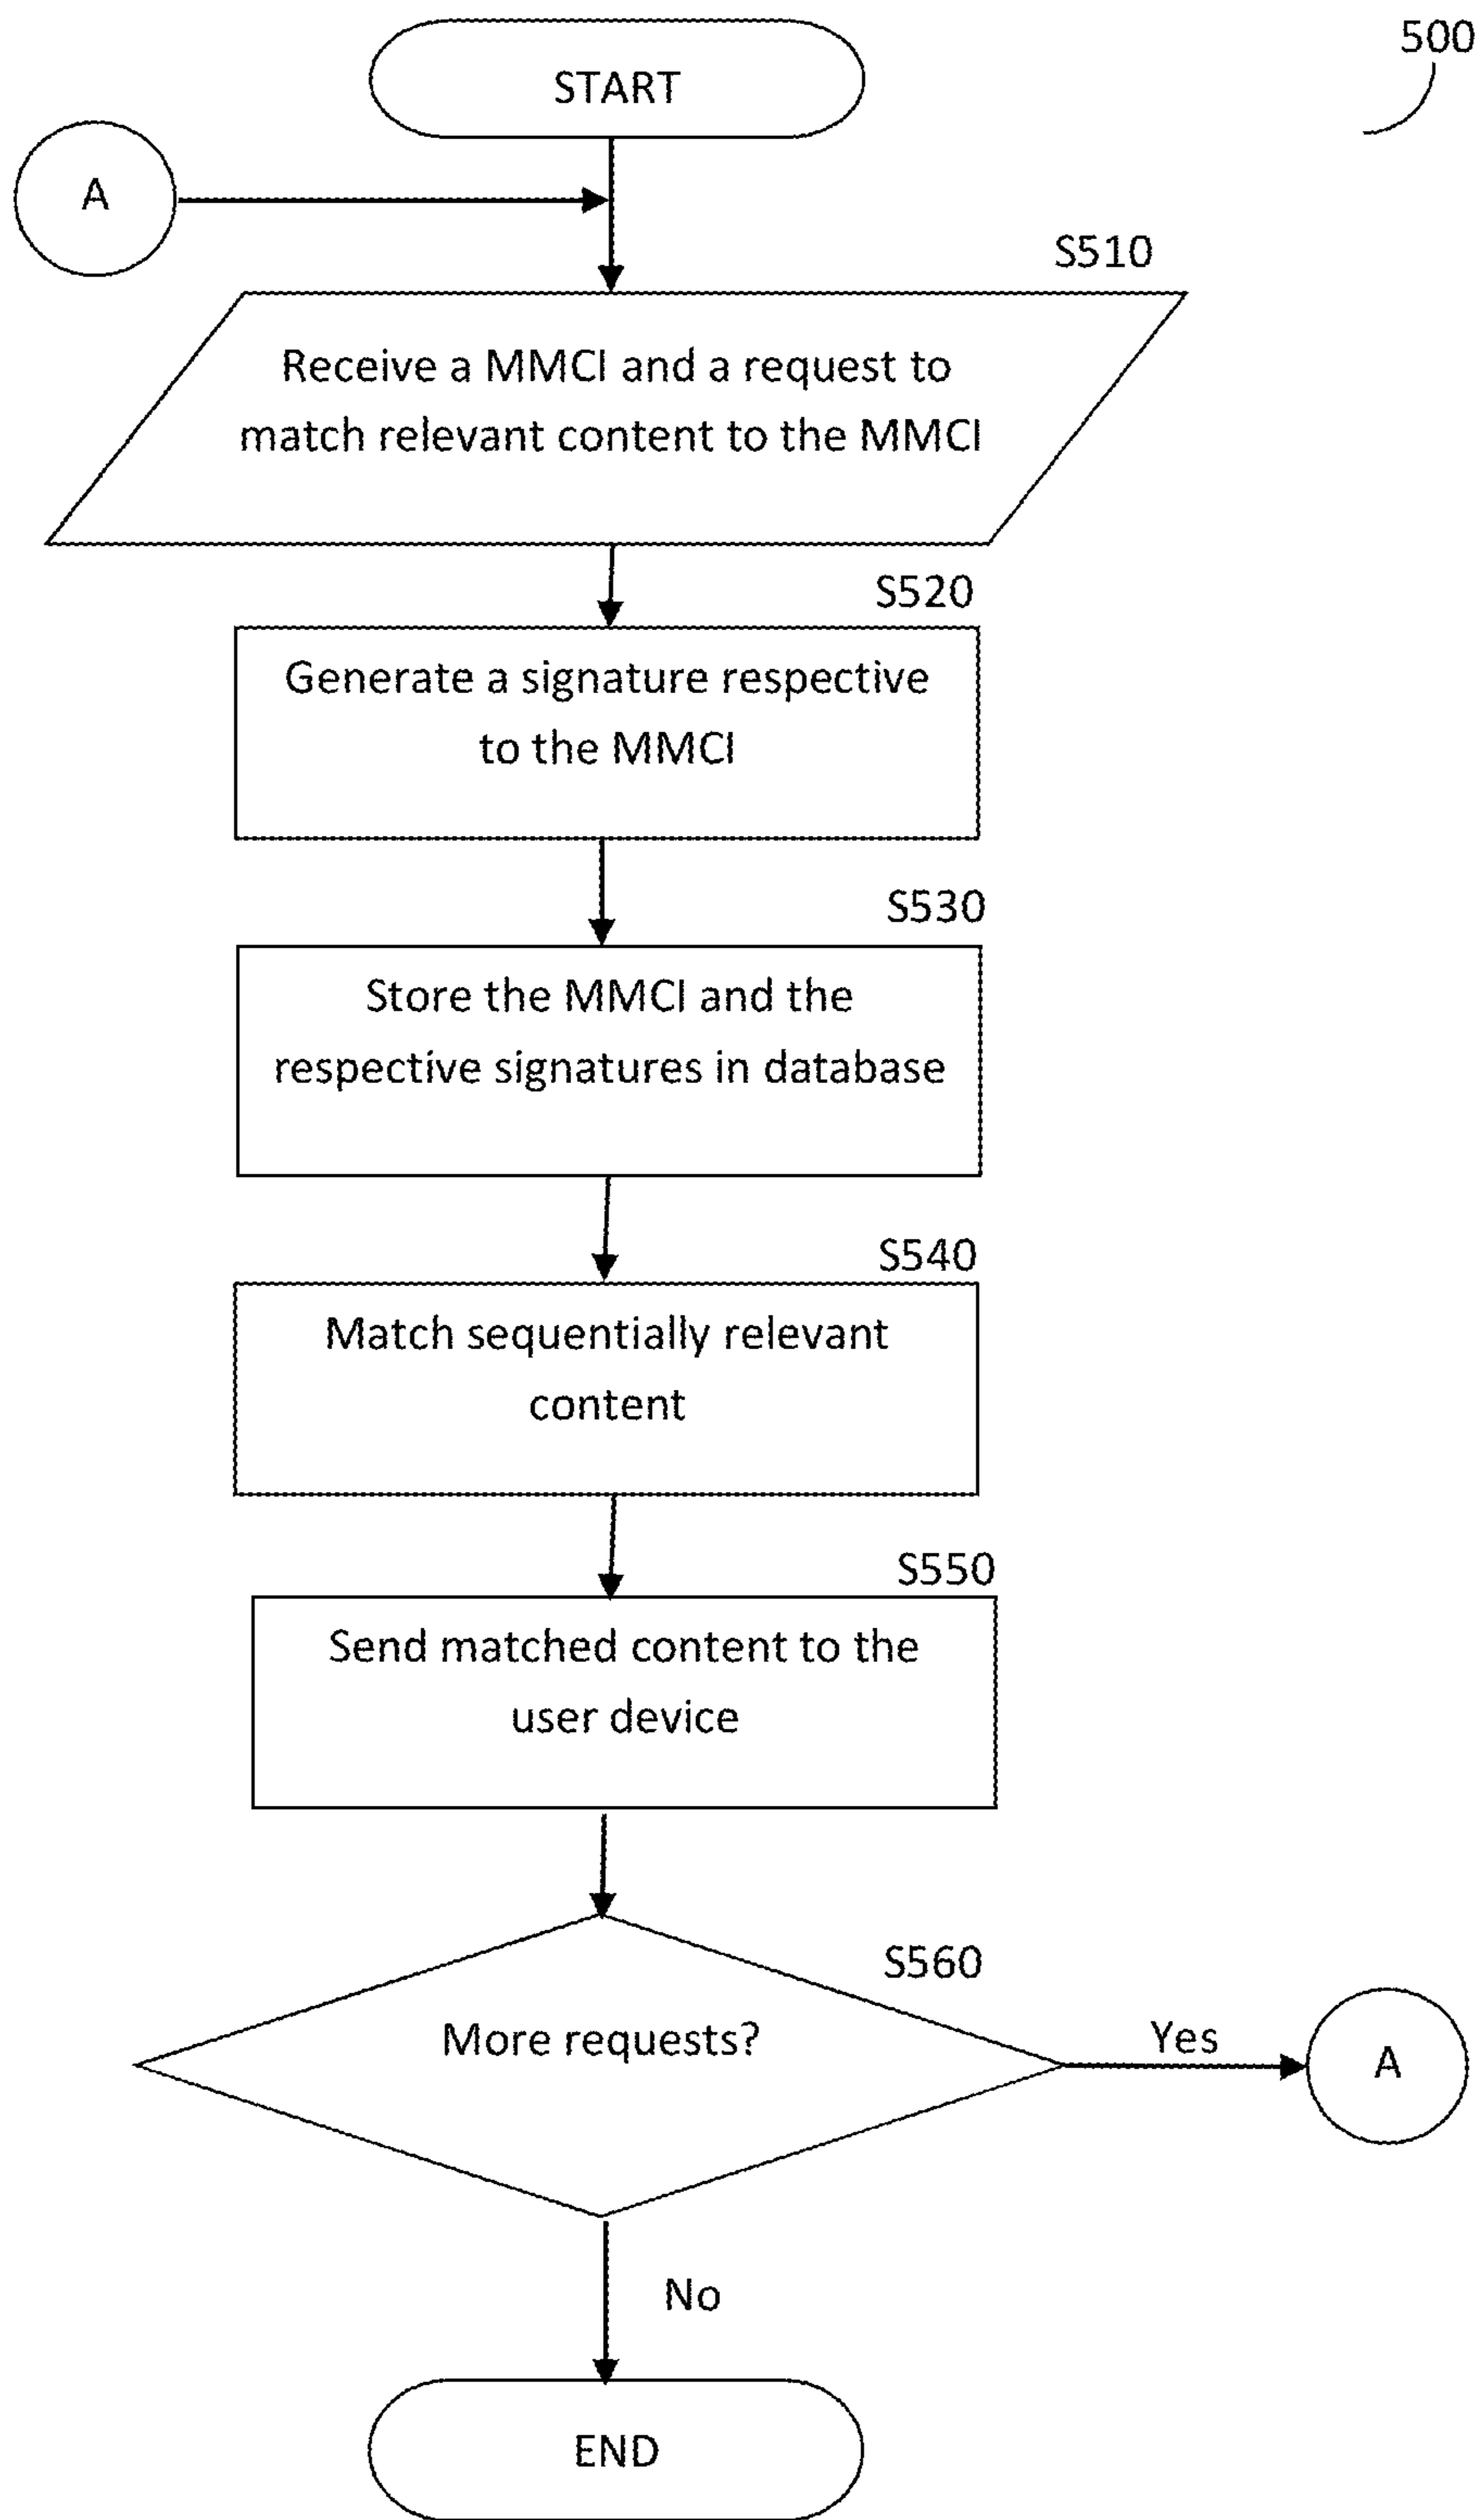 500
START
A
S510
Receive a MMCI and a request to
match relevant content to the MMCI
S520
Generate a signature respective
to the MMCI
S530
Store the MMCI and the
respective signatures in database
S540
Match sequentially relevant
content
S550
Send matched content to the
user device
S560
More requests?
Yes
A
No
END